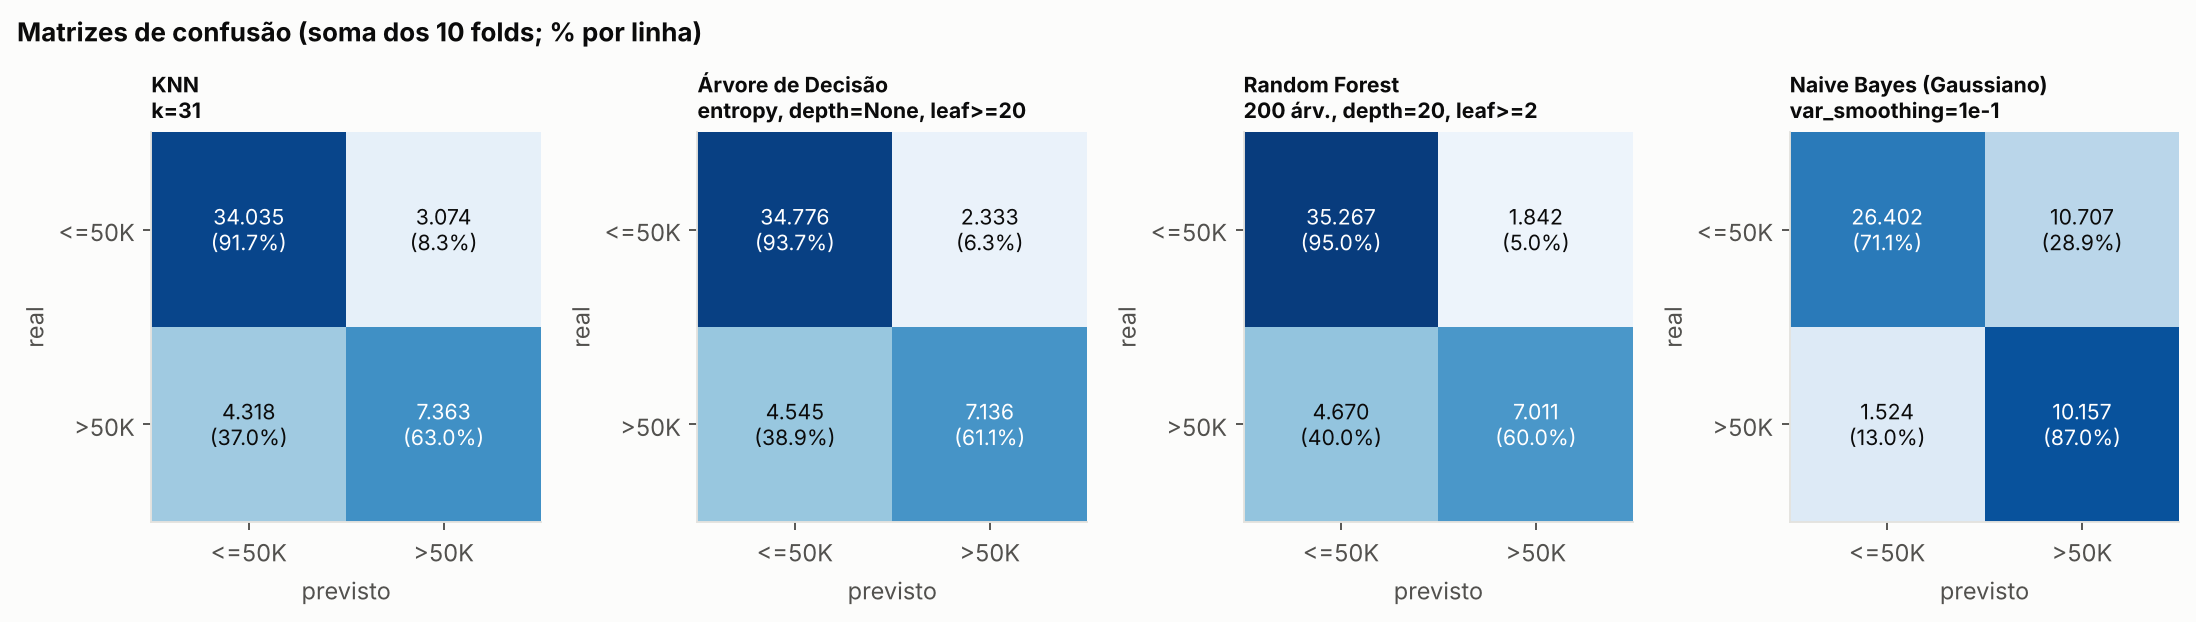 Matrizes de confusão (soma dos 10 folds; % por linha)
KNN
k=31
<=50K
>50K
real
34.035
(91.7%)
3.074
(8.3%)
4.318
(37.0%)
7.363
(63.0%)
<=50K
>50K
previsto
Árvore de Decisão
entropy, depth=None, leaf>=20
<=50K
>50K
real
34.776
(93.7%)
2.333
(6.3%)
4.545
(38.9%)
7.136
(61.1%)
<=50K
>50K
previsto
Random Forest
200 árv., depth=20, leaf>=2
<=50K
>50K
real
35.267
(95.0%)
1.842
(5.0%)
4.670
(40.0%)
7.011
(60.0%)
<=50K
>50K
previsto
Naive Bayes (Gaussiano)
var_smoothing=1e-1
<=50K
>50K
real
26.402
(71.1%)
10.707
(28.9%)
1.524
(13.0%)
10.157
(87.0%)
<=50K
>50K
previsto